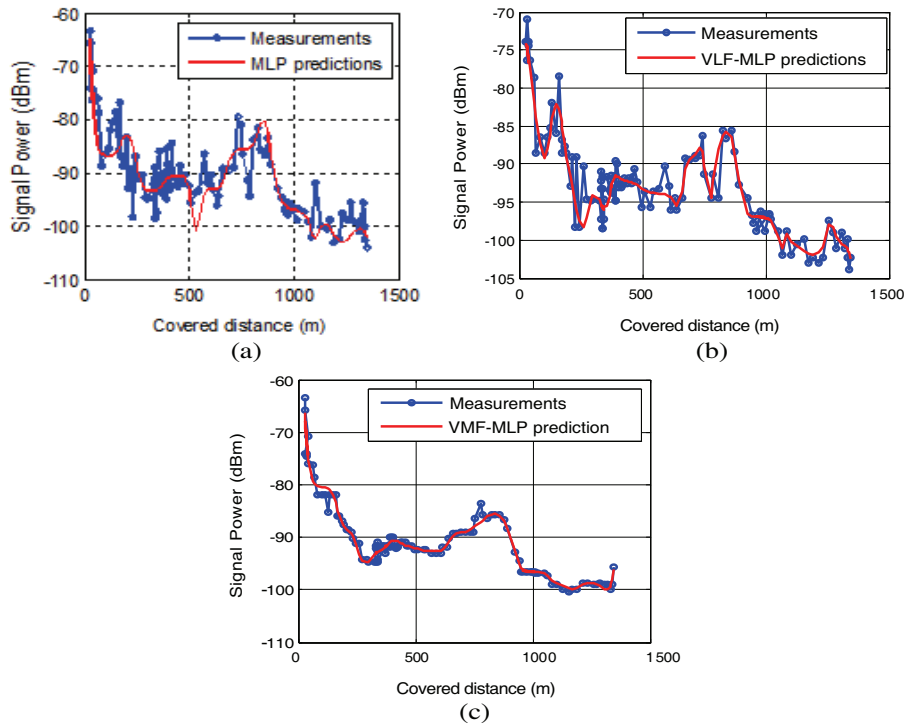 -60
-70
-80
-90
-100
-110
0
500
1000
1500
Signal Power (dBm)
Covered distance (m)
Measurements
MLP predictions
(a)
-70
-75
-80
-85
-90
-95
-100
-105
0
500
1000
1500
Signal Power (dBm)
Covered distance (m)
Measurements
VLF-MLP predictions
(b)
-60
-70
-80
-90
-100
-110
0
500
1000
1500
Signal Power (dBm)
Covered distance (m)
Measurements
VMF-MLP prediction
(c)